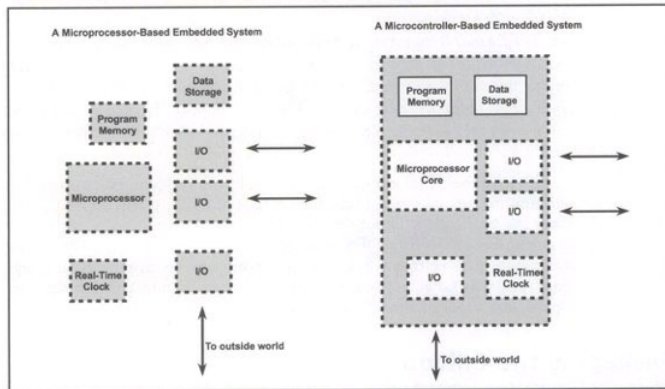 A Microprocessor-Based Embedded System
Data
Storage
Program
Memory
I/O
Microprocessor
I/O
Real-Time
Clock
I/O
To outside world
A Microcontroller-Based Embedded System
Program
Memory
Data
Storage
Microprocessor
Core
I/O
I/O
I/O
Real-Time
Clock
To outside world